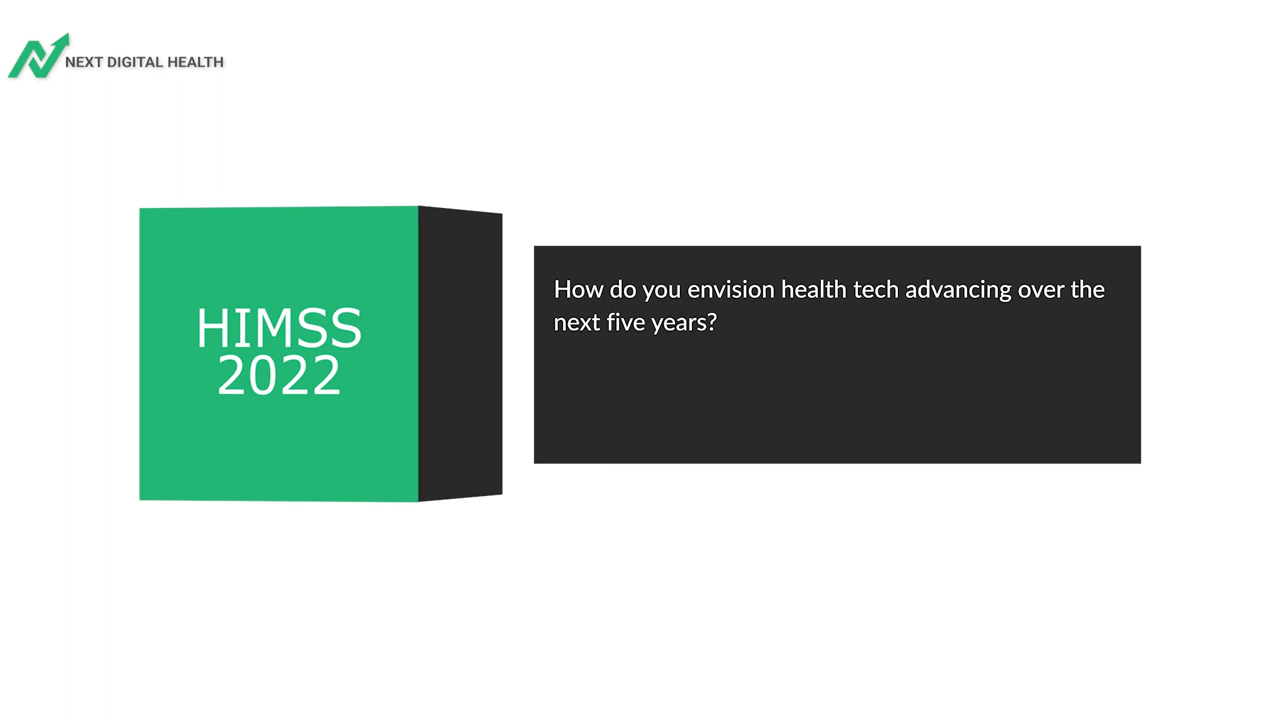 NEXT DIGITAL HEALTH
HIMSS
2022
How do you envision health tech advancing over the
next five years?